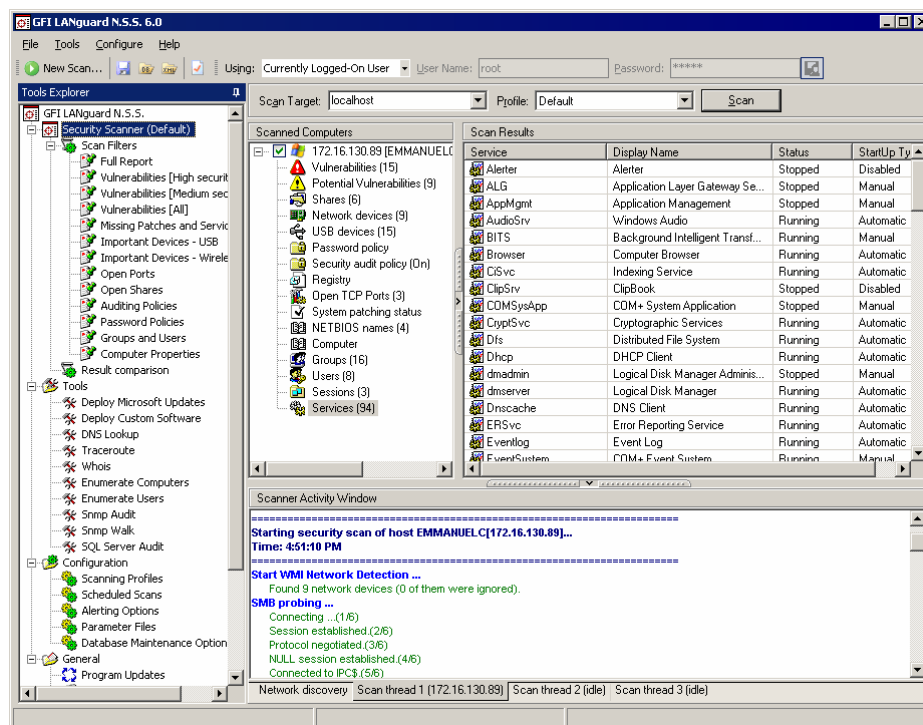 GFI LANguard N.S.S. 6.0
File Tools Configure Help
New Scan... Using: Currently Logged-On User User Name: root Password: *****
Tools Explorer
GFI LANguard N.S.S.
Security Scanner (Default)
Scan Filters
Full Report
Vulnerabilities [High securit
Vulnerabilities [Medium sec
Vulnerabilities [All]
Missing Patches and Servic
Important Devices - USB
Important Devices - Wirele
Open Ports
Open Shares
Auditing Policies
Password Policies
Groups and Users
Computer Properties
Result comparison
Tools
Deploy Microsoft Updates
Deploy Custom Software
DNS Lookup
Traceroute
Whois
Enumerate Computers
Enumerate Users
Snmp Audit
Snmp Walk
SQL Server Audit
Configuration
Scanning Profiles
Scheduled Scans
Alerting Options
Parameter Files
Database Maintenance Option
General
Program Updates
Scan Target: localhost Profile: Default Scan
Scanned Computers
172.16.130.89 [EMMANUELC
Vulnerabilities (15)
Potential Vulnerabilities (9)
Shares (6)
Network devices (9)
USB devices (15)
Password policy
Security audit policy (On)
Registry
Open TCP Ports (3)
System patching status
NETBIOS names (4)
Computer
Groups (16)
Users (8)
Sessions (3)
Services (94)
Scan Results
Service Display Name Status StartUp Ty
Alerter Alerter Stopped Disabled
ALG Application Layer Gateway Se... Stopped Manual
AppMgmt Application Management Stopped Manual
AudioSrv Windows Audio Running Automatic
BITS Background Intelligent Transf... Running Manual
Browser Computer Browser Running Automatic
CiSvc Indexing Service Running Automatic
ClipSrv ClipBook Stopped Disabled
COMSysApp COM+ System Application Stopped Manual
CryptSvc Cryptographic Services Running Automatic
Dfs Distributed File System Running Automatic
Dhcp DHCP Client Running Automatic
dmadmin Logical Disk Manager Adminis... Stopped Manual
dmserver Logical Disk Manager Running Automatic
Dnscache DNS Client Running Automatic
ERSvc Error Reporting Service Running Automatic
Eventlog Event Log Running Automatic
EventSystem COM+ Event System Running Manual
Scanner Activity Window
Starting security scan of host EMMANUELC[172.16.130.89]...
Time: 4:51:10 PM
Start WMI Network Detection ...
Found 9 network devices (0 of them were ignored).
SMB probing ...
Connecting ...(1/6)
Session established.(2/6)
Protocol negotiated.(3/6)
NULL session established.(4/6)
Connected to IPC$.(5/6)
Network discovery Scan thread 1 (172.16.130.89) Scan thread 2 (idle) Scan thread 3 (idle)